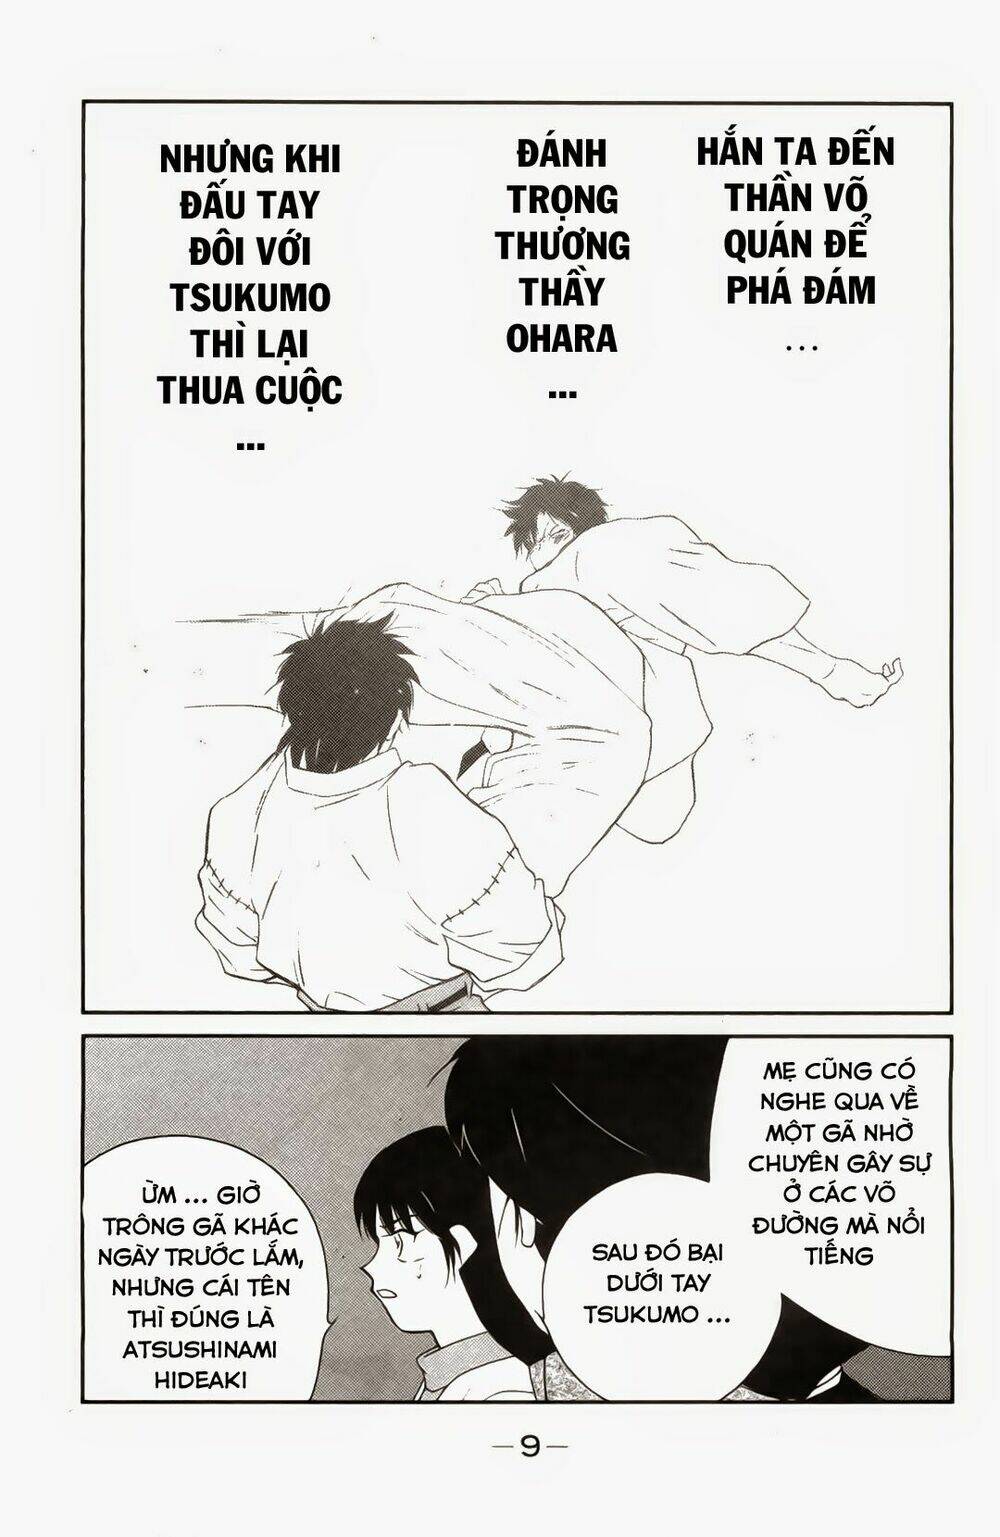 HẮN TA ĐẾN
THẦN VÕ
QUÁN ĐỂ
PHÁ ĐÁM
...
ĐÁNH
TRỌNG
THƯƠNG
THẦY
OHARA
...
NHƯNG KHI
ĐẤU TAY
ĐÔI VỚI
TSUKUMO
THÌ LẠI
THUA CUỘC
...
MẸ CŨNG CÓ
NGHE QUA VỀ
MỘT GÃ NHỜ
CHUYÊN GÂY SỰ
Ở CÁC VÕ
ĐƯỜNG MÀ NỔI
TIẾNG
SAU ĐÓ BẠI
DƯỚI TAY
TSUKUMO ...
ỪM ... GIỜ
TRÔNG GÃ KHÁC
NGÀY TRƯỚC LẮM,
NHƯNG CÁI TÊN
THÌ ĐÚNG LÀ
ATSUSHINAMI
HIDEAKI
—9—